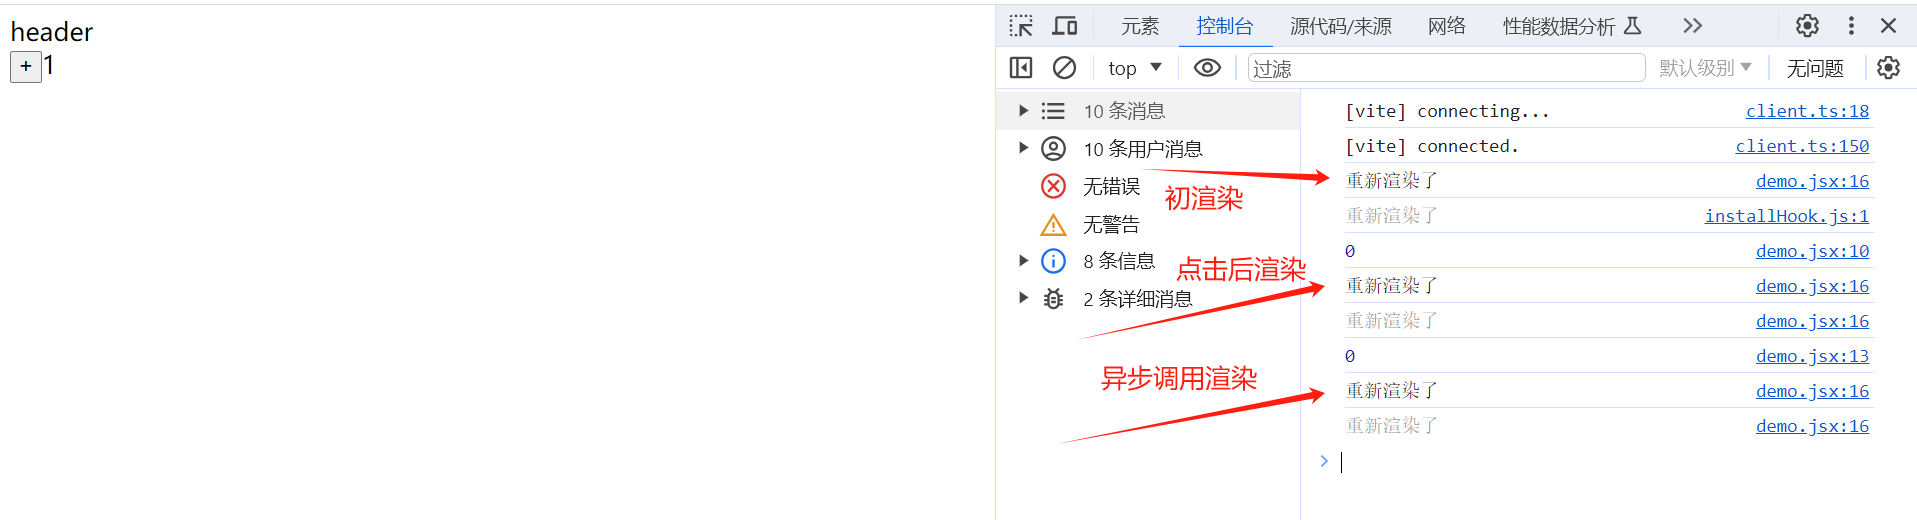 header
+ 1
元素 控制台 源代码/来源 网络 性能数据分析
top 过滤 默认级别 无问题
10 条消息
10 条用户消息
无错误
无警告
8 条信息
2 条详细消息
初渲染
点击后渲染
异步调用渲染
[vite] connecting... client.ts:18
[vite] connected. client.ts:150
重新渲染了 demo.jsx:16
重新渲染了 installHook.js:1
0 demo.jsx:10
重新渲染了 demo.jsx:16
重新渲染了 demo.jsx:16
0 demo.jsx:13
重新渲染了 demo.jsx:16
重新渲染了 demo.jsx:16